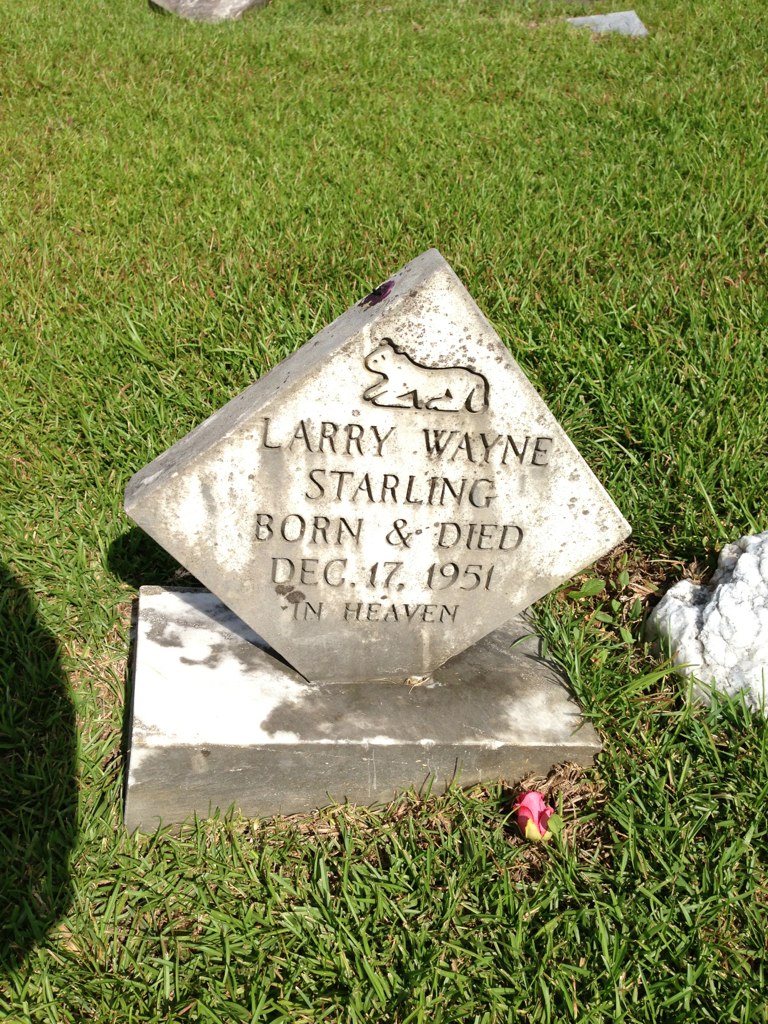 LARRY WAYNE
STARLING
BORN & DIED
DEC. 17, 1951
IN HEAVEN